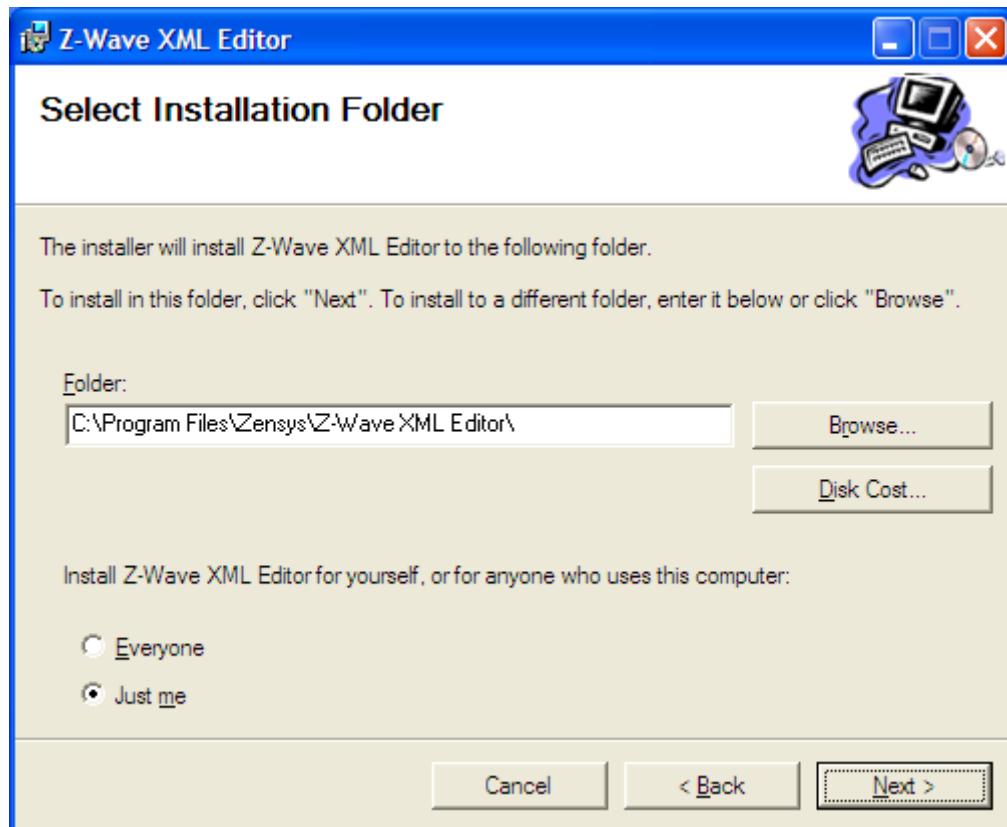 Z-Wave XML Editor
Select Installation Folder
The installer will install Z-Wave XML Editor to the following folder.
To install in this folder, click "Next". To install to a different folder, enter it below or click "Browse".
Folder:
C:\Program Files\Zensys\Z-Wave XML Editor\
Browse...
Disk Cost...
Install Z-Wave XML Editor for yourself, or for anyone who uses this computer:
Everyone
Just me
Cancel
< Back
Next >